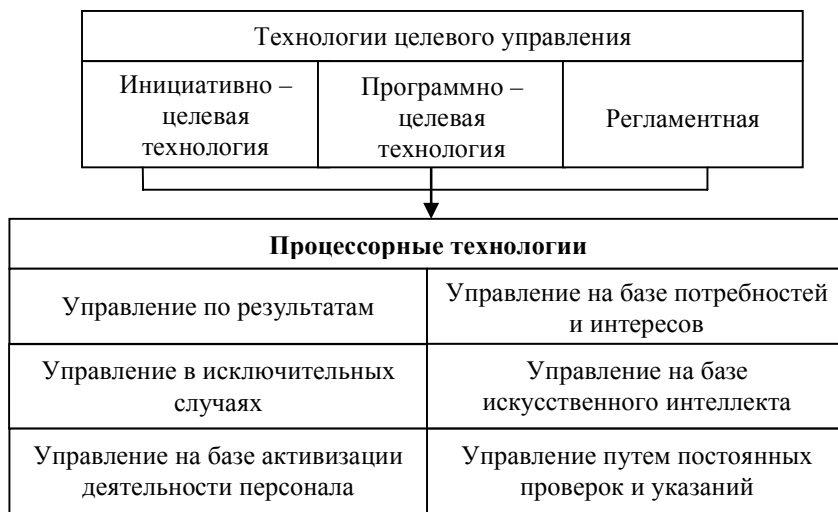 Технологии целевого управления
Инициативно –
целевая
технология
Программно –
целевая
технология
Регламентная
Процессорные технологии
Управление по результатам
Управление на базе потребностей
и интересов
Управление в исключительных
случаях
Управление на базе
искусственного интеллекта
Управление на базе активизации
деятельности персонала
Управление путем постоянных
проверок и указаний